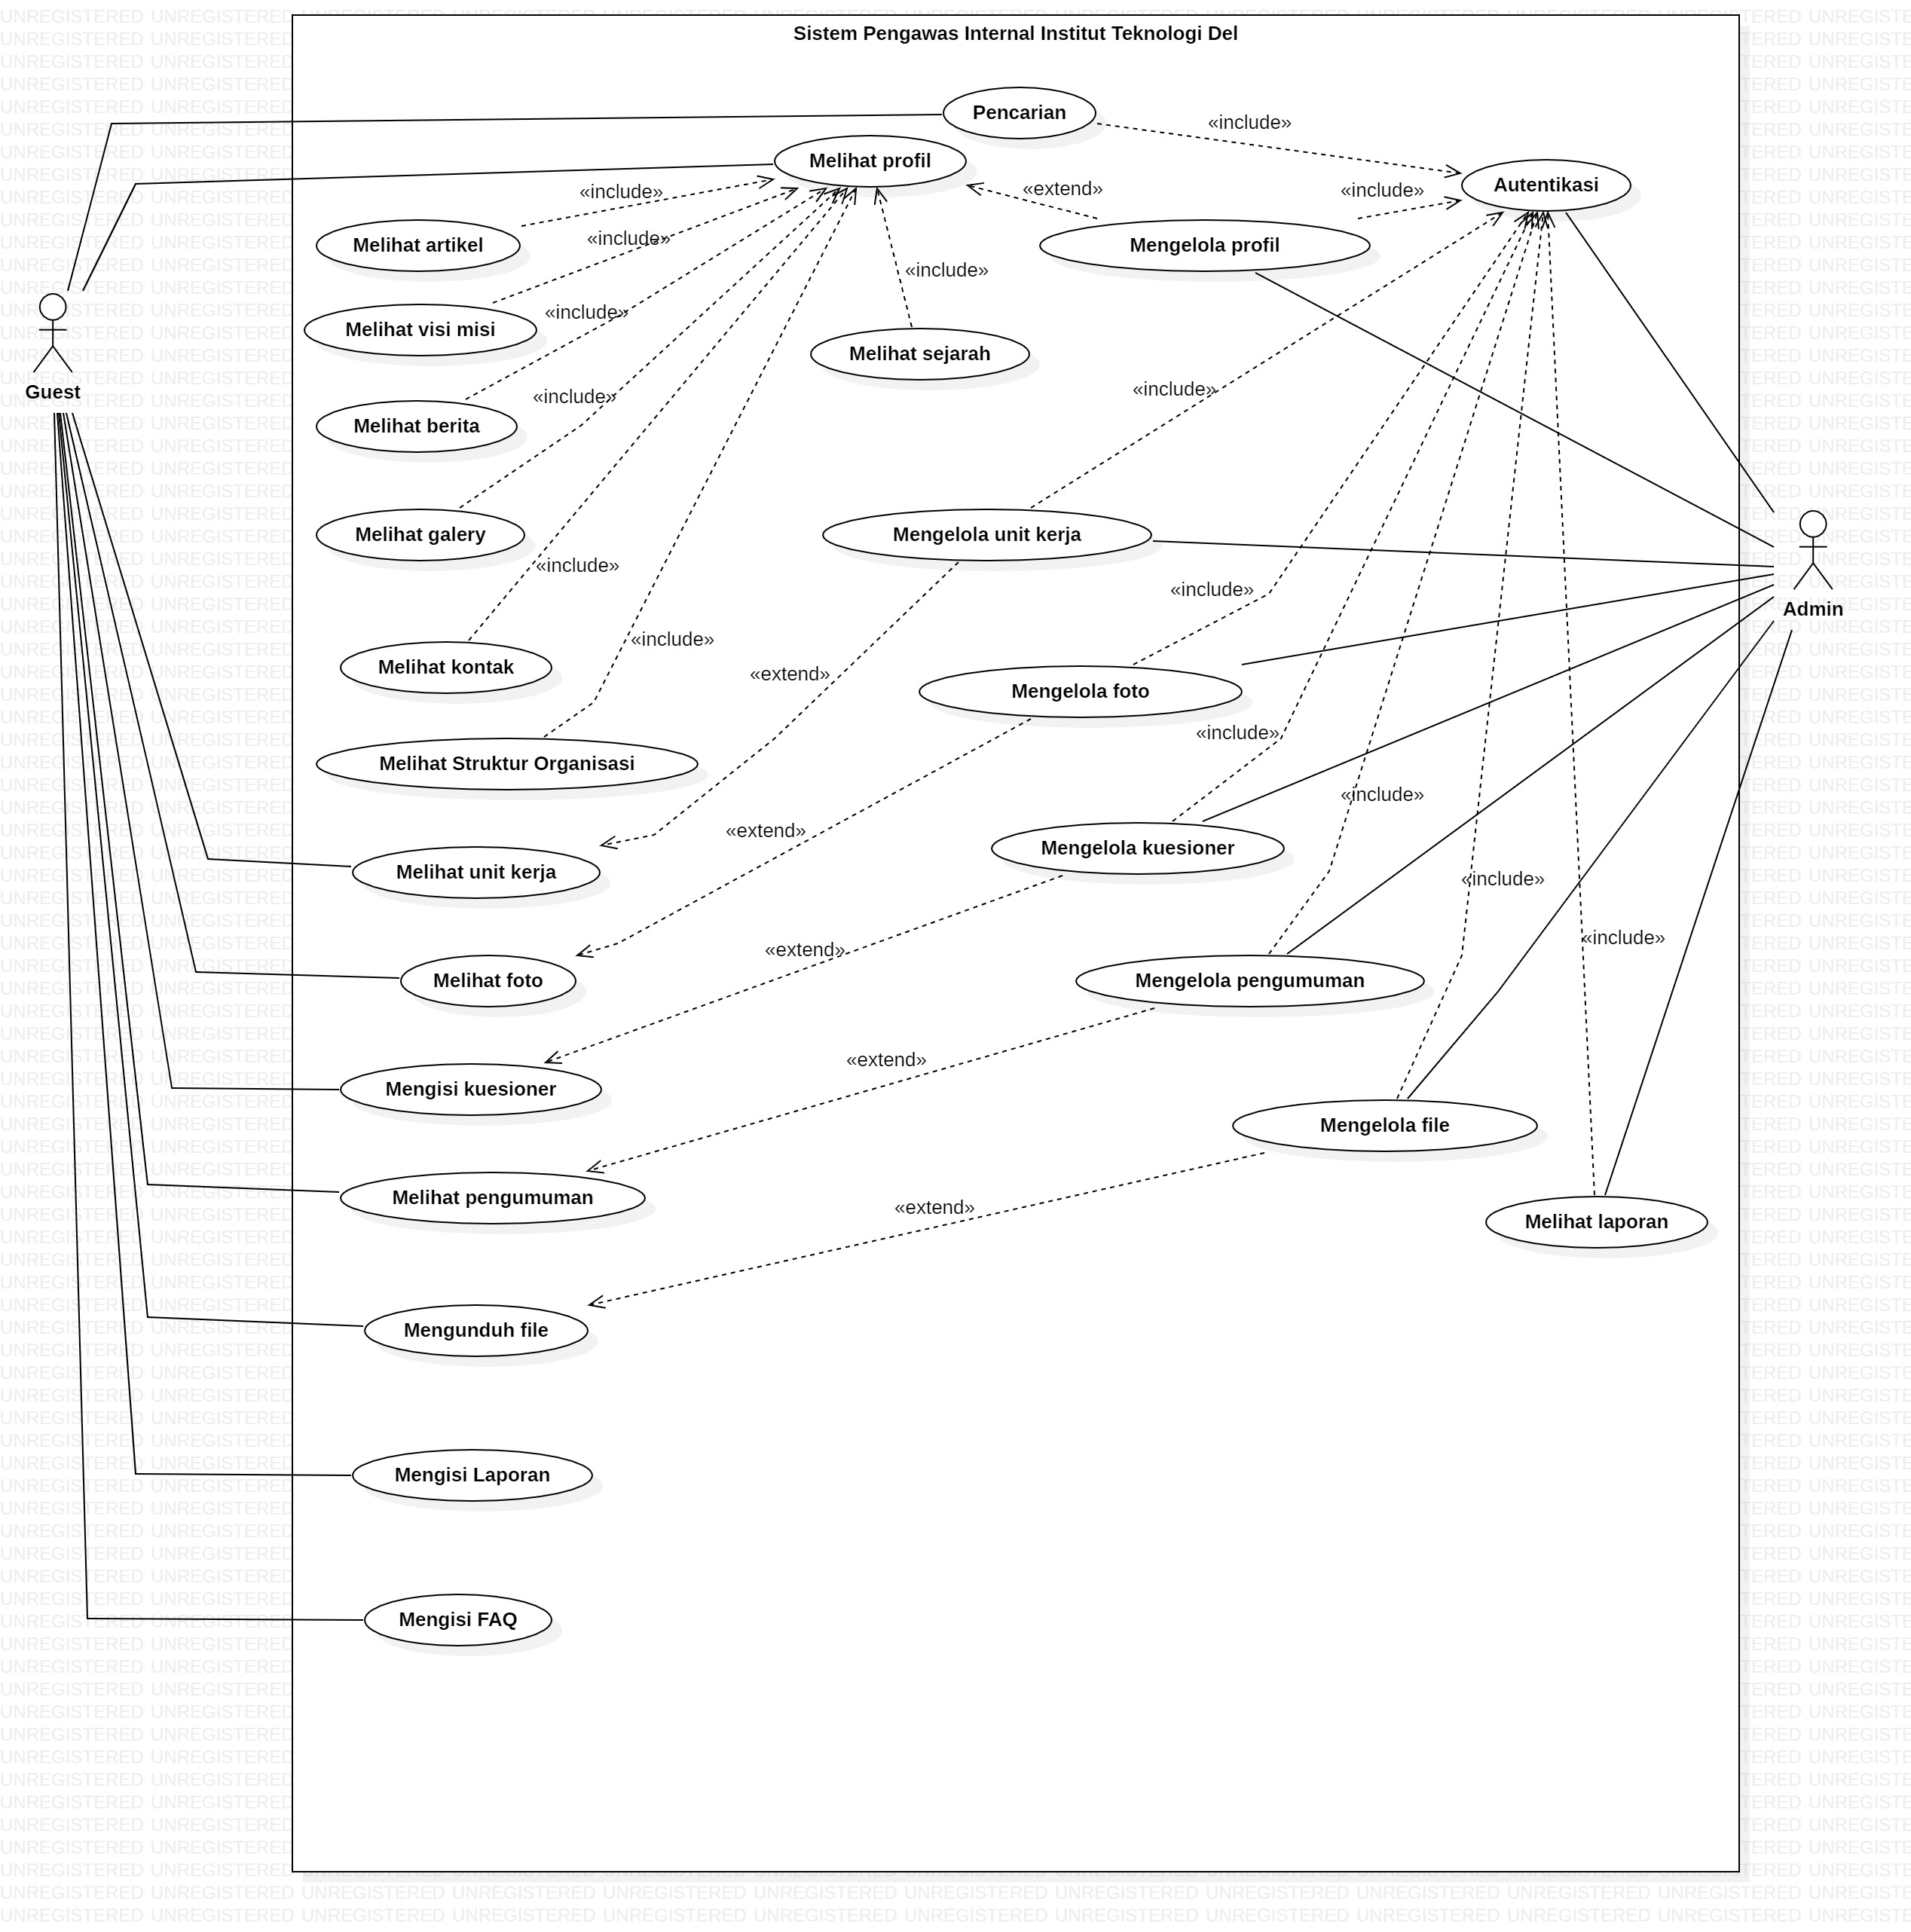 Sistem Pengawas Internal Institut Teknologi Del
Pencarian
«include»
Melihat profil
Autentikasi
«include»
«extend»
«include»
Melihat artikel
«include»
Mengelola profil
«include»
Melihat visi misi
«include»
Melihat sejarah
Guest
«include»
«include»
Melihat berita
Melihat galery
Mengelola unit kerja
«include»
«include»
Admin
«include»
Melihat kontak
«extend»
Mengelola foto
«include»
Melihat Struktur Organisasi
«include»
«extend»
Mengelola kuesioner
Melihat unit kerja
«include»
«include»
«extend»
Melihat foto
Mengelola pengumuman
«extend»
Mengisi kuesioner
Mengelola file
Melihat pengumuman
«extend»
Melihat laporan
Mengunduh file
Mengisi Laporan
Mengisi FAQ
UNREGISTERED UNREGISTERED UNREGISTERED UNREGISTERED UNREGISTERED UNREGISTERED UNREGISTERED UNREGISTERED UNREGISTERED UNREGISTERED UNREGISTERED UNREGISTERED